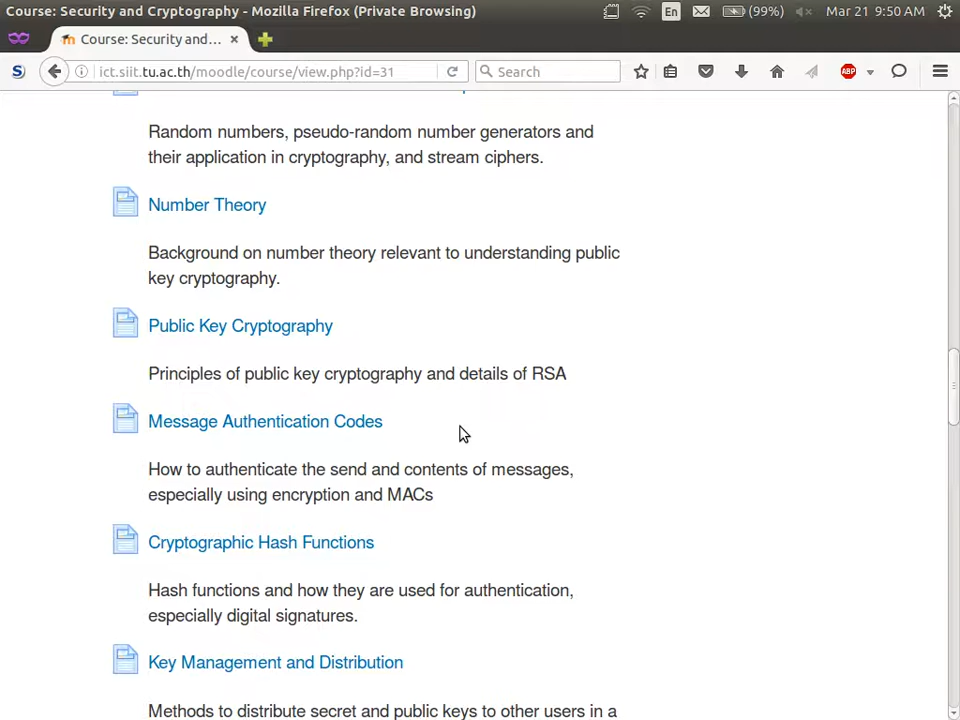 Course: Security and Cryptography - Mozilla Firefox (Private Browsing)
En
(99%)
Mar 21 9:50 AM
Course: Security and...
S
ict.siit.tu.ac.th/moodle/course/view.php?id=31
Search
ABP
Random numbers, pseudo-random number generators and
their application in cryptography, and stream ciphers.
Number Theory
Background on number theory relevant to understanding public
key cryptography.
Public Key Cryptography
Principles of public key cryptography and details of RSA
Message Authentication Codes
How to authenticate the send and contents of messages,
especially using encryption and MACs
Cryptographic Hash Functions
Hash functions and how they are used for authentication,
especially digital signatures.
Key Management and Distribution
Methods to distribute secret and public keys to other users in a